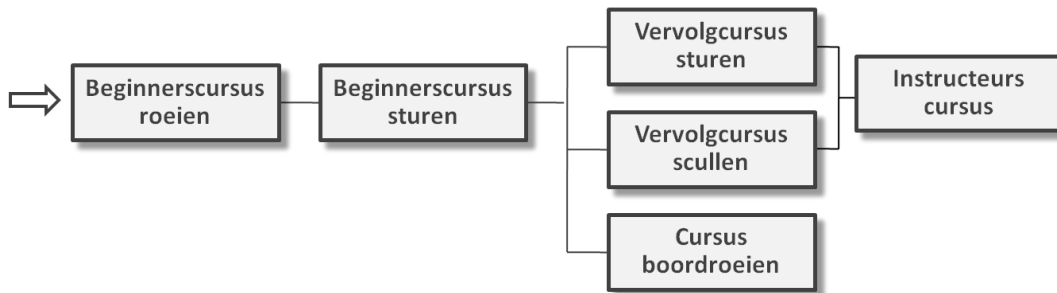 Beginnerscursus
roeien
Beginnerscursus
sturen
Vervolgcursus
sturen
Vervolgcursus
scullen
Cursus
boordroeien
Instructeurs
cursus